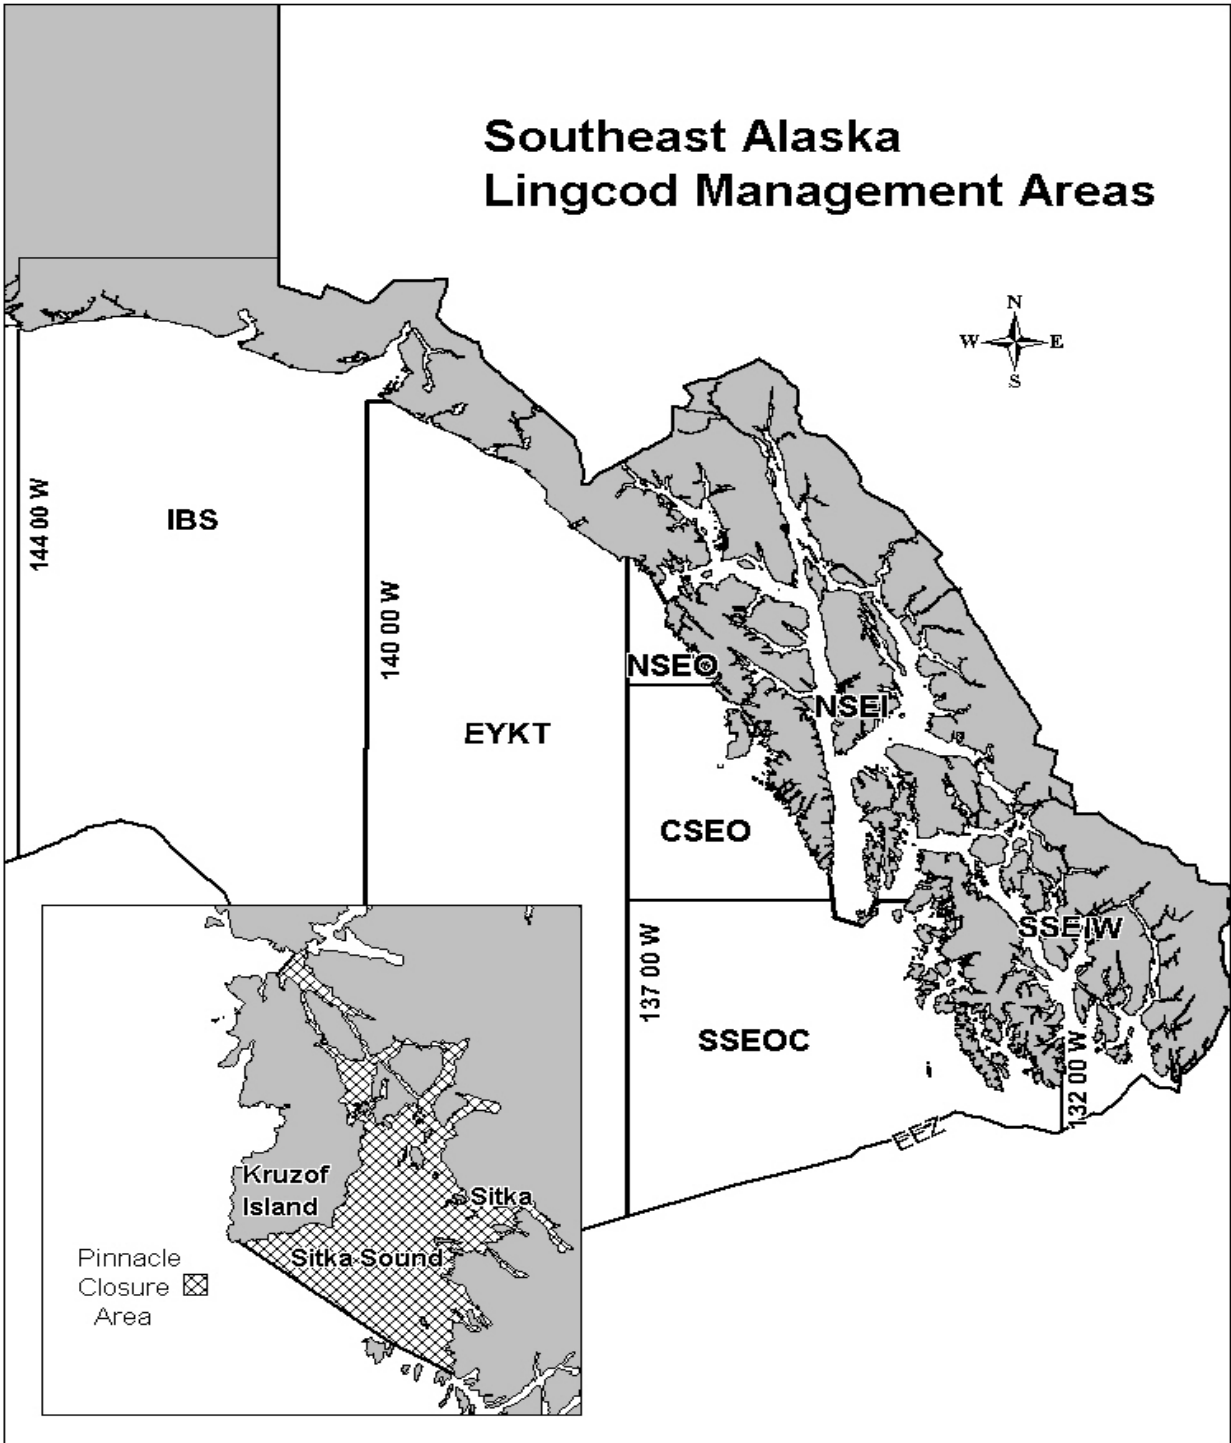 Southeast Alaska
Lingcod Management Areas
N
W
E
S
144 00 W
IBS
140 00 W
EYKT
NSEO
NSEI
CSEO
137 00 W
SSEOC
SSEIW
132 00 W
EEZ
Kruzof
Island
Sitka
Sitka Sound
Pinnacle
Closure
Area